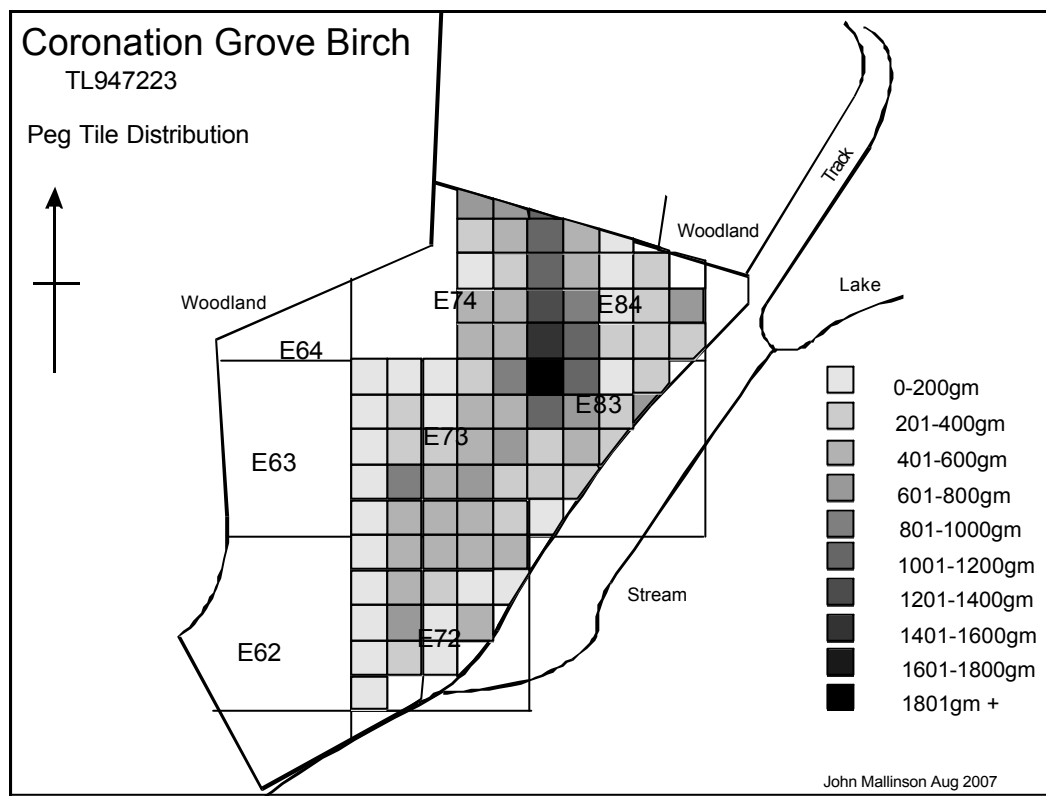 Coronation Grove Birch
TL947223
Peg Tile Distribution
Track
Woodland
Lake
Woodland
E74
E84
E64
E83
E73
E63
E62
E72
Stream
0-200gm
201-400gm
401-600gm
601-800gm
801-1000gm
1001-1200gm
1201-1400gm
1401-1600gm
1601-1800gm
1801gm +
John Mallinson Aug 2007